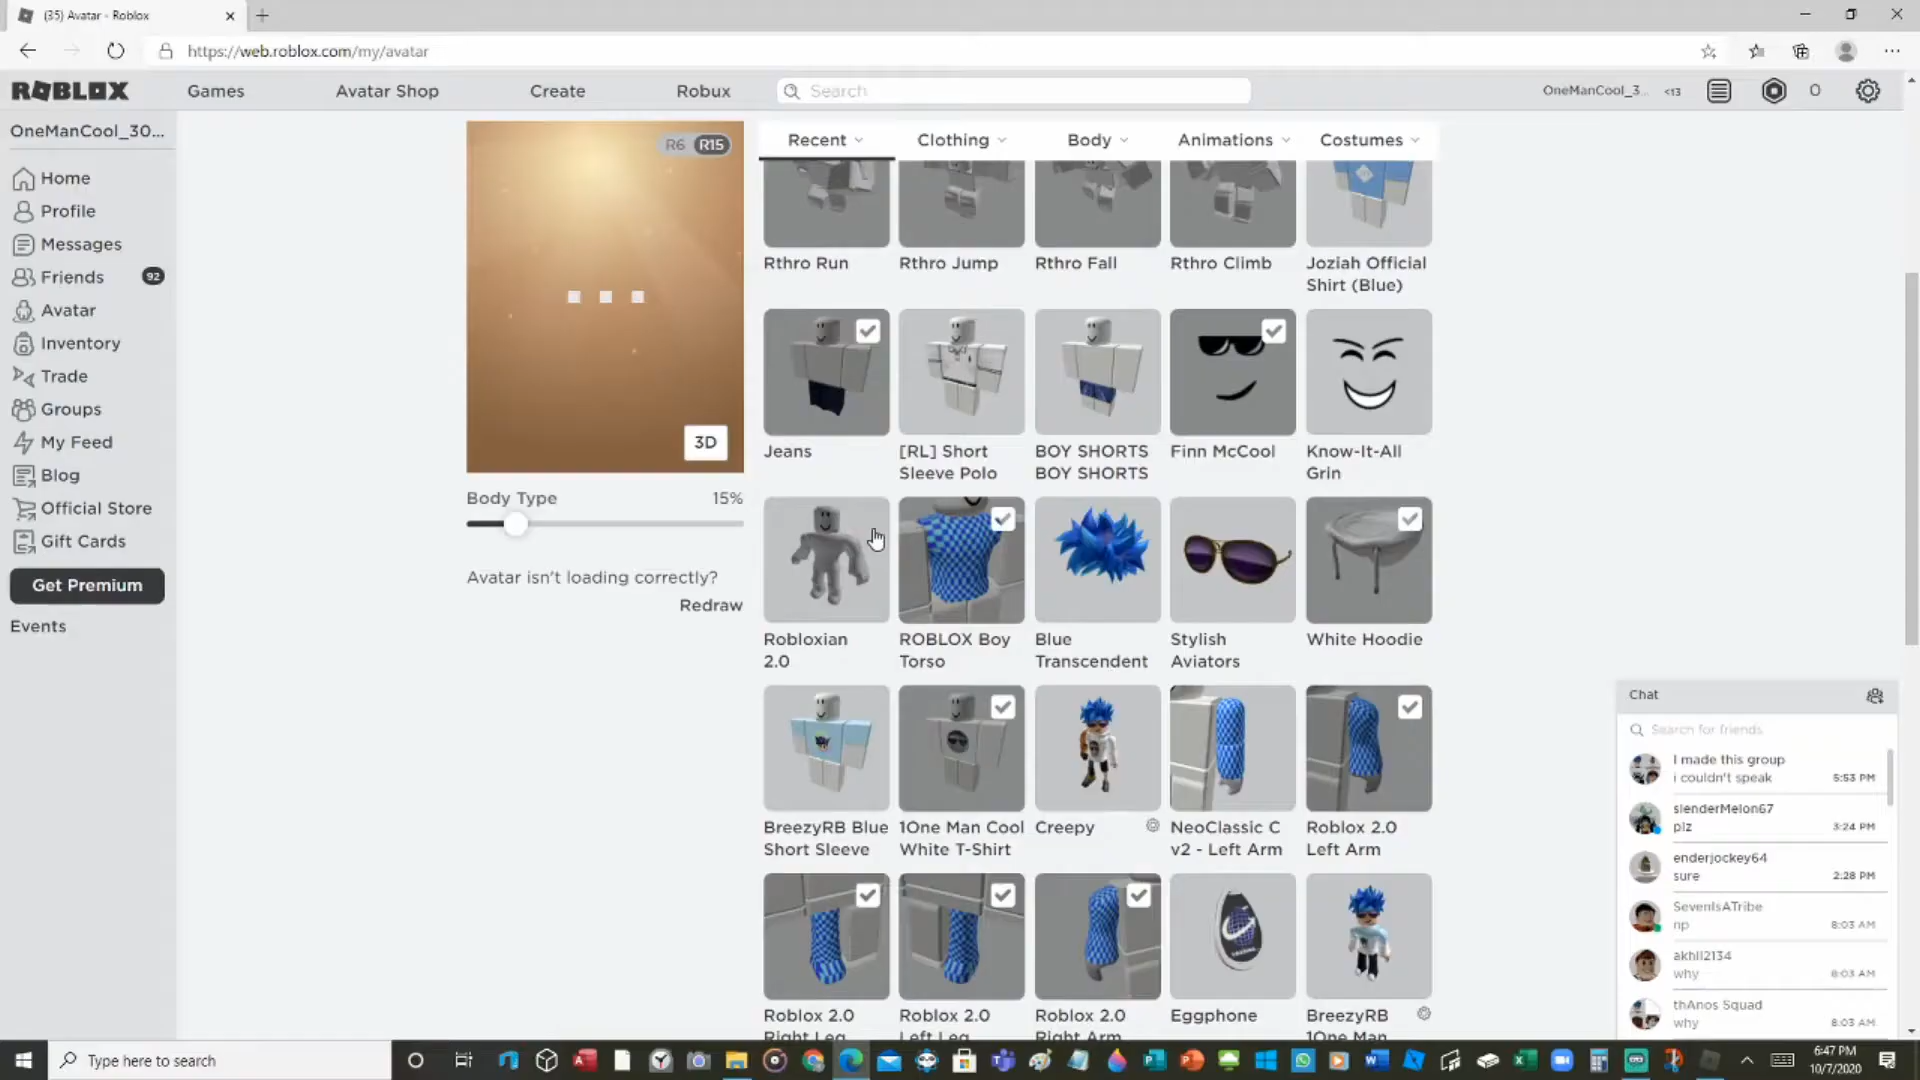 (35) Avatar - Roblox
https://web.roblox.com/my/avatar
ROBLOX
Games
Avatar Shop
Create
Robux
Search
OneManCool_3...
<13
0
OneManCool_30...
Home
Profile
Messages
Friends
92
Avatar
Inventory
Trade
Groups
My Feed
Blog
Official Store
Gift Cards
Get Premium
Events
R6 R15
3D
Body Type 15%
Avatar isn't loading correctly?
Redraw
Recent
Clothing
Body
Animations
Costumes
Rthro Run
Rthro Jump
Rthro Fall
Rthro Climb
Joziah Official
Shirt (Blue)
Jeans
[RL] Short
Sleeve Polo
BOY SHORTS
BOY SHORTS
Finn McCool
Know-It-All
Grin
Robloxian
2.0
ROBLOX Boy
Torso
Blue
Transcendent
Stylish
Aviators
White Hoodie
BreezyRB Blue
Short Sleeve
1One Man Cool
White T-Shirt
Creepy
NeoClassic C
v2 - Left Arm
Roblox 2.0
Left Arm
Roblox 2.0
Right Leg
Roblox 2.0
Left Leg
Roblox 2.0
Right Arm
Eggphone
BreezyRB
1One Man
Chat
Search for friends
I made this group
i couldn't speak 5:53 PM
slenderMelon67
plz 3:24 PM
enderjockey64
sure 2:28 PM
SevenIsATribe
np 8:03 AM
akhil2134
why 8:03 AM
thAnos Squad
why 8:03 AM
Type here to search
6:47 PM
10/7/2020